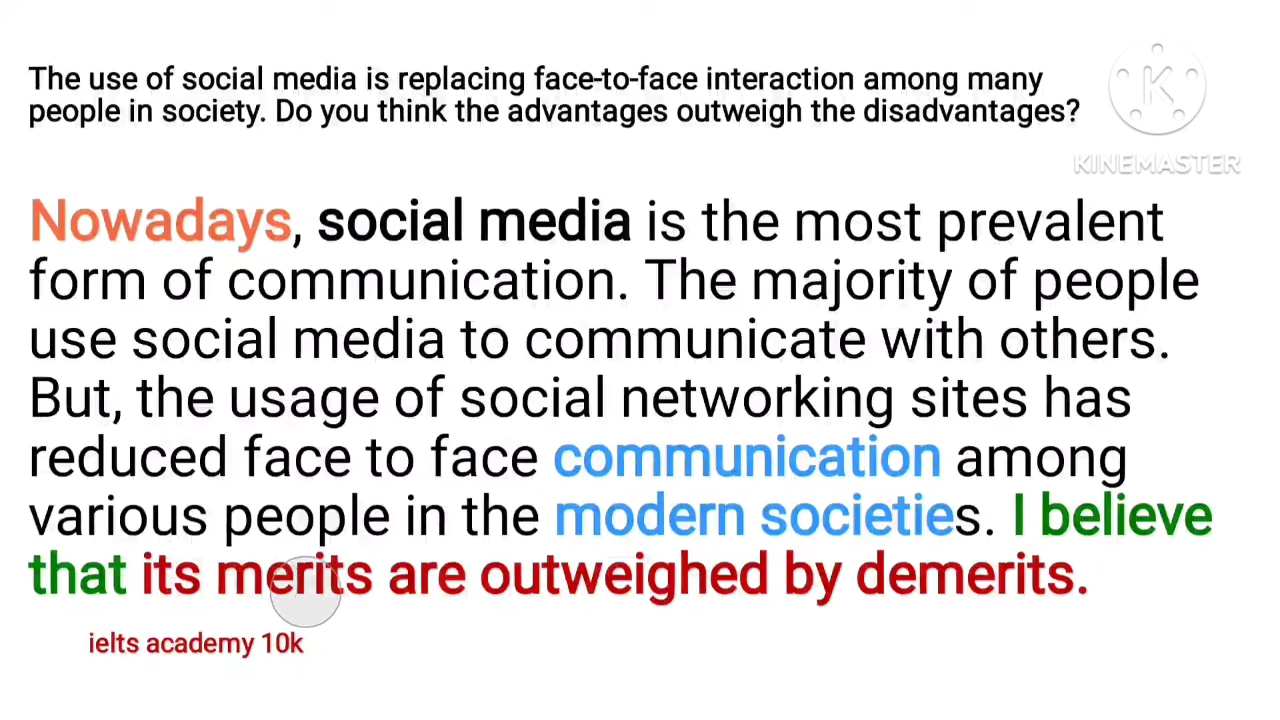 The use of social media is replacing face-to-face interaction among many
people in society. Do you think the advantages outweigh the disadvantages?
K
KINEMASTER
Nowadays, social media is the most prevalent
form of communication. The majority of people
use social media to communicate with others.
But, the usage of social networking sites has
reduced face to face communication among
various people in the modern societies. I believe
that its merits are outweighed by demerits.
ielts academy 10k